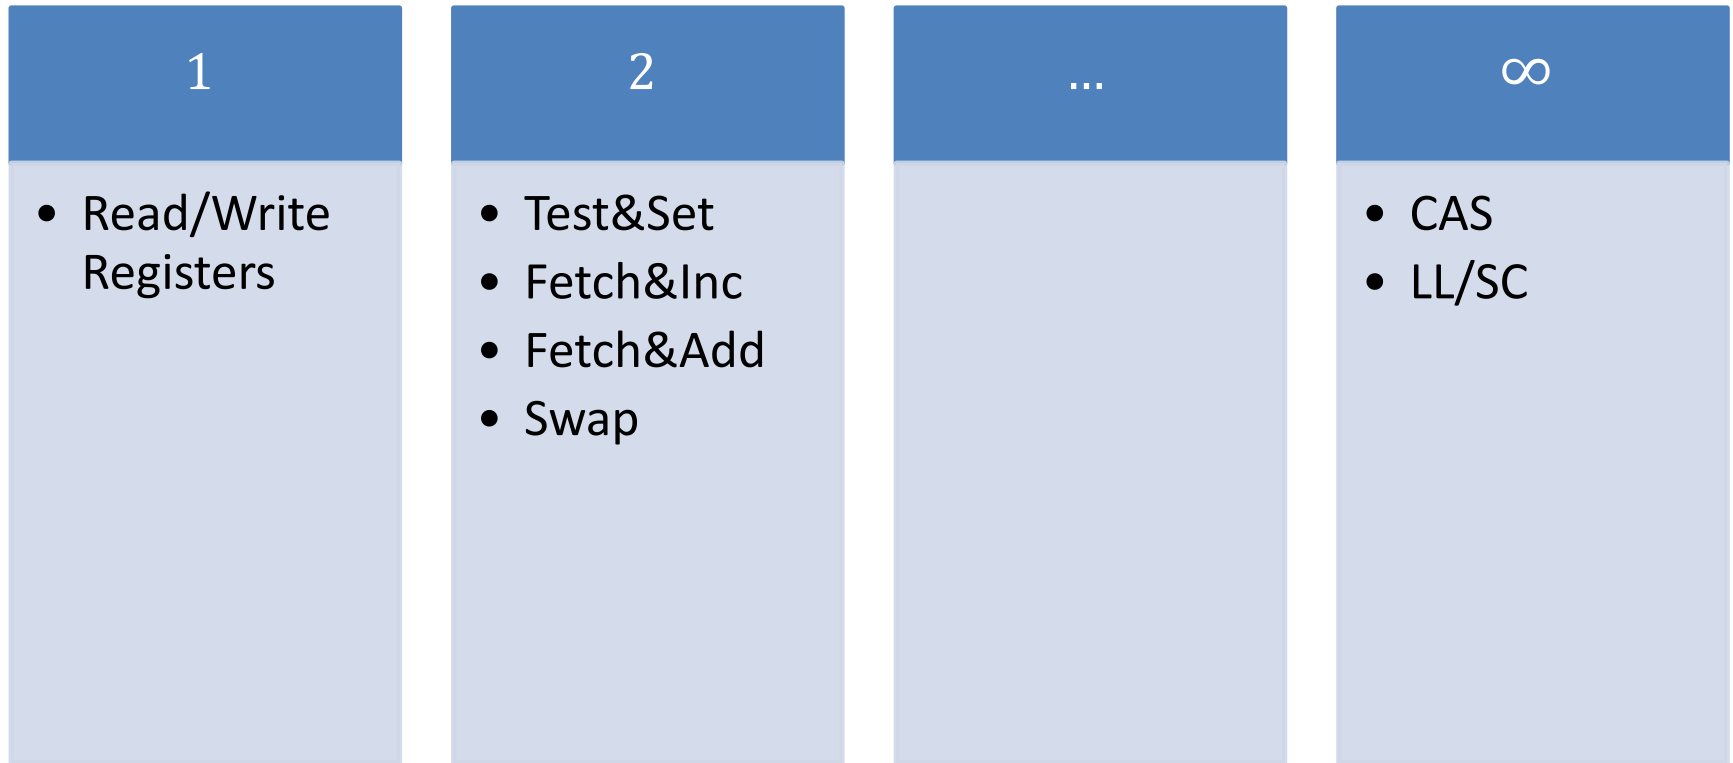 1
• Read/Write
Registers
2
• Test&Set
• Fetch&Inc
• Fetch&Add
• Swap
...
∞
• CAS
• LL/SC